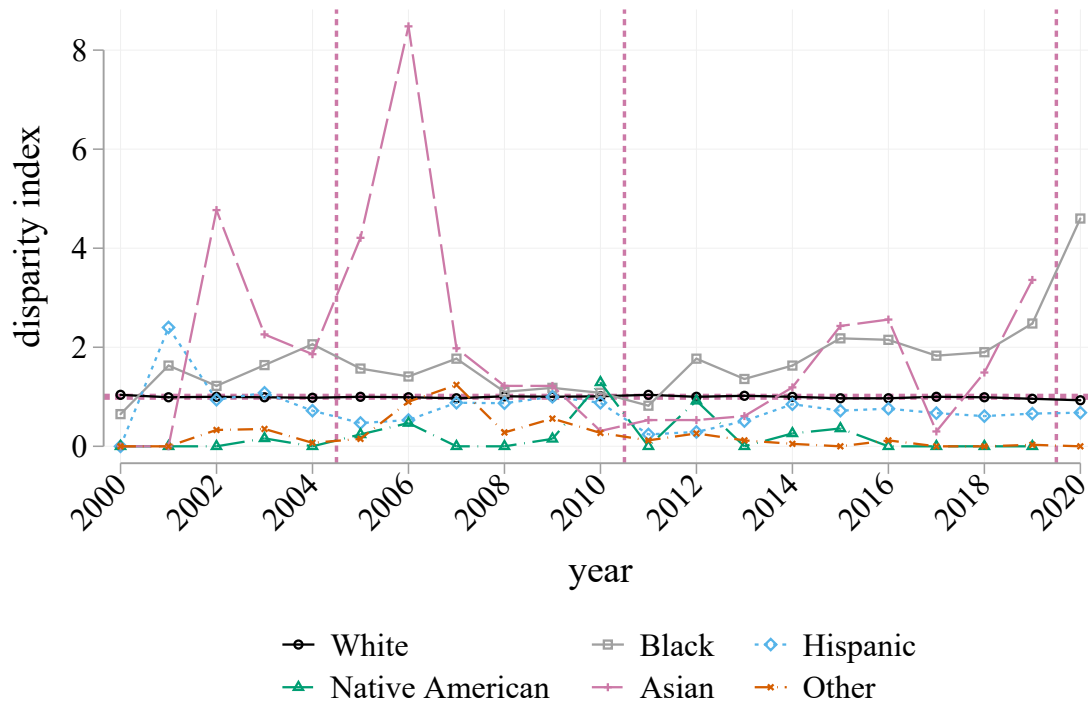 8
6
4
2
0
disparity index
2000 2002 2004 2006 2008 2010 2012 2014 2016 2018 2020
year
White Black Hispanic
Native American Asian Other